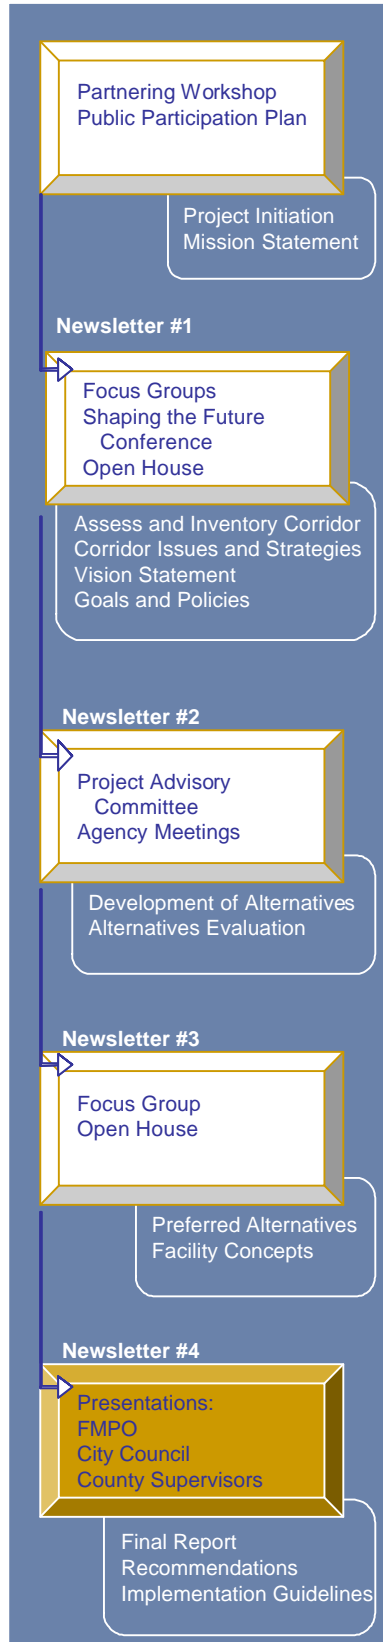 Partnering Workshop
Public Participation Plan
Project Initiation
Mission Statement
Newsletter #1
Focus Groups
Shaping the Future
Conference
Open House
Assess and Inventory Corridor
Corridor Issues and Strategies
Vision Statement
Goals and Policies
Newsletter #2
Project Advisory
Committee
Agency Meetings
Development of Alternatives
Alternatives Evaluation
Newsletter #3
Focus Group
Open House
Preferred Alternatives
Facility Concepts
Newsletter #4
Presentations:
FMPO
City Council
County Supervisors
Final Report
Recommendations
Implementation Guidelines